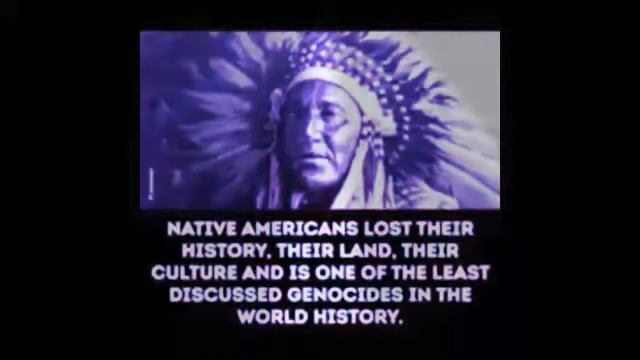 NATIVE AMERICANS LOST THEIR
HISTORY, THEIR LAND, THEIR
CULTURE AND IS ONE OF THE LEAST
DISCUSSED GENOCIDES IN THE
WORLD HISTORY.